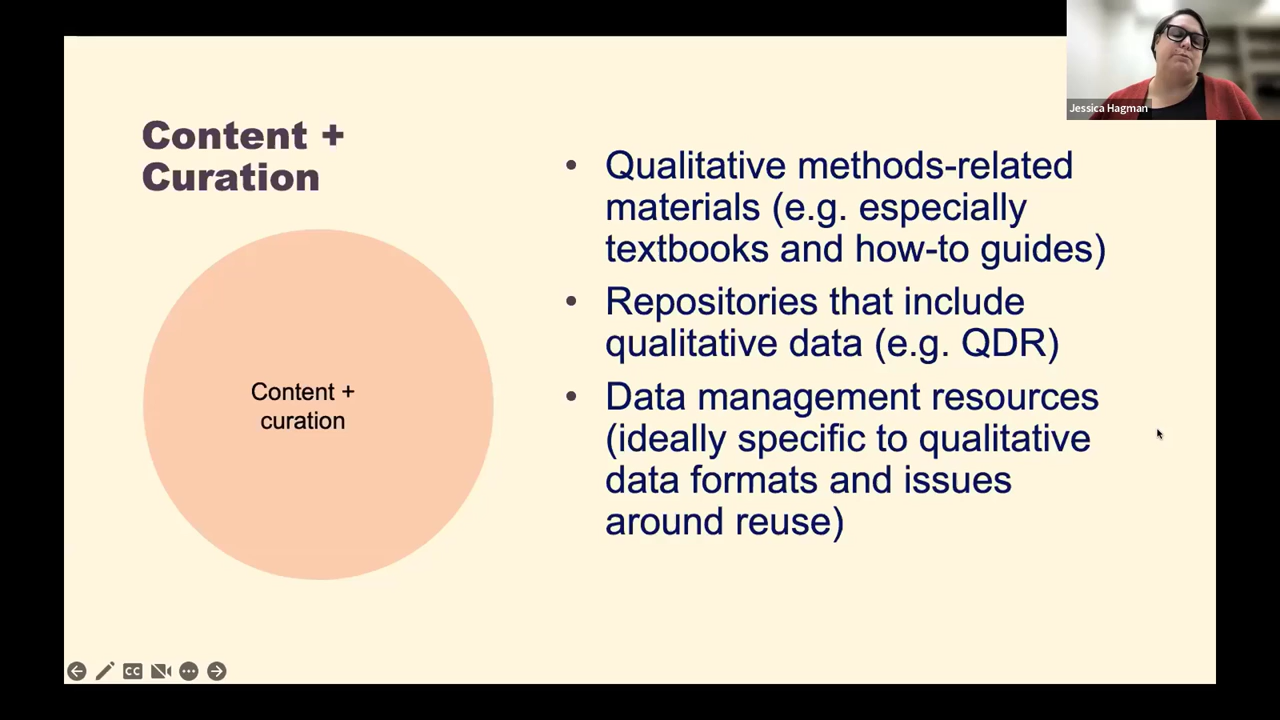 Jessica Hagman
Content +
Curation
Content +
curation
• Qualitative methods-related
materials (e.g. especially
textbooks and how-to guides)
• Repositories that include
qualitative data (e.g. QDR)
• Data management resources
(ideally specific to qualitative
data formats and issues
around reuse)
CC